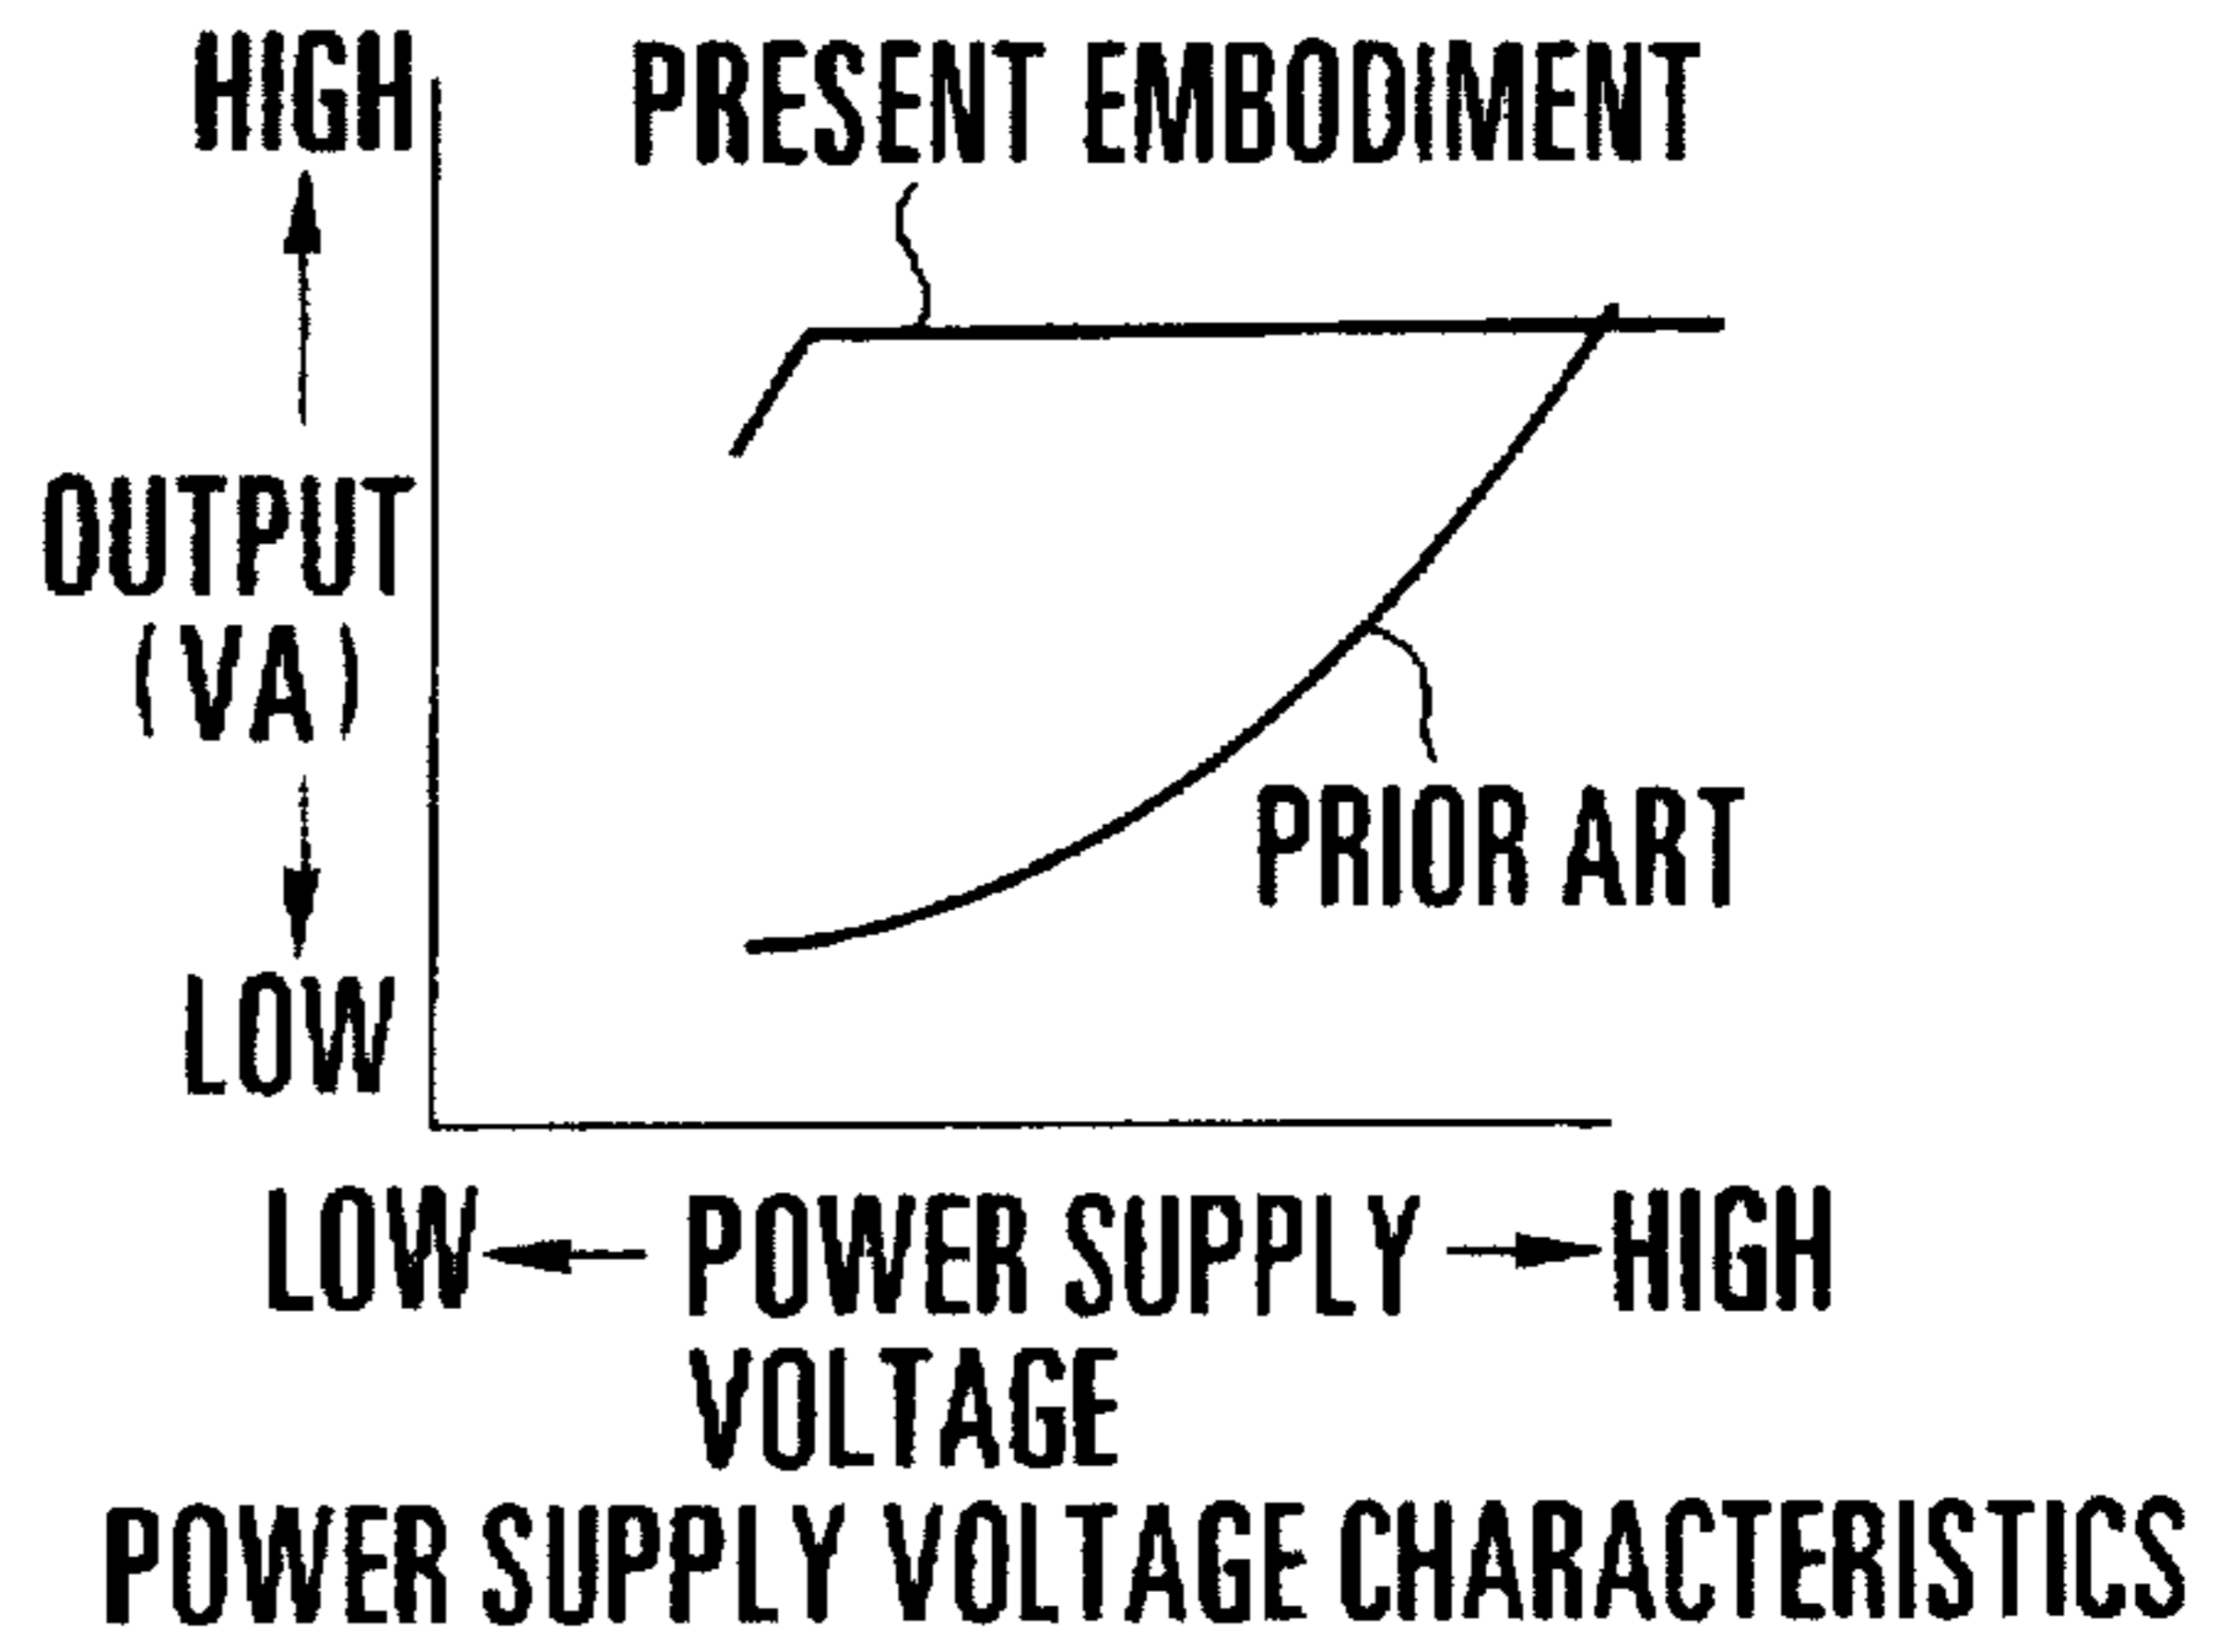 HIGH
PRESENT EMBODIMENT
OUTPUT
(VA)
PRIOR ART
LOW
LOW POWER SUPPLY HIGH
VOLTAGE
POWER SUPPLY VOLTAGE CHARACTERISTICS